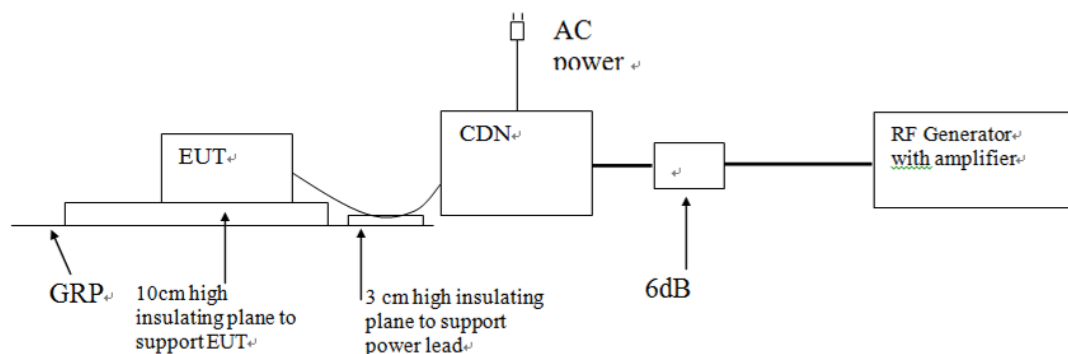 AC
power
CDN
RF Generator
with amplifier
EUT
GRP
10cm high
insulating plane to
support EUT
3 cm high insulating
plane to support
power lead
6dB